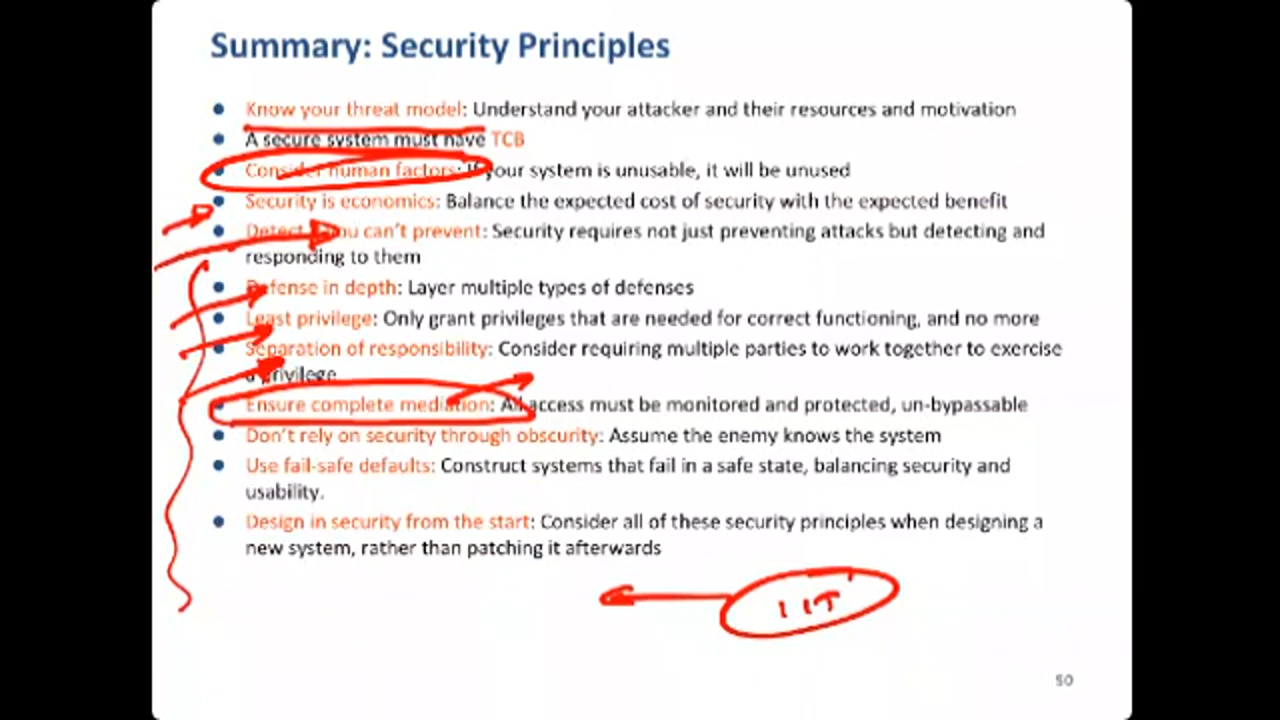 Summary: Security Principles
Know your threat model: Understand your attacker and their resources and motivation
A secure system must have TCB
Consider human factors: If your system is unusable, it will be unused
Security is economics: Balance the expected cost of security with the expected benefit
Detect you can't prevent: Security requires not just preventing attacks but detecting and
responding to them
Defense in depth: Layer multiple types of defenses
Least privilege: Only grant privileges that are needed for correct functioning, and no more
Separation of responsibility: Consider requiring multiple parties to work together to exercise
a privilege
Ensure complete mediation: All access must be monitored and protected, un-bypassable
Don't rely on security through obscurity: Assume the enemy knows the system
Use fail-safe defaults: Construct systems that fail in a safe state, balancing security and
usability.
Design in security from the start: Consider all of these security principles when designing a
new system, rather than patching it afterwards
IIT
50